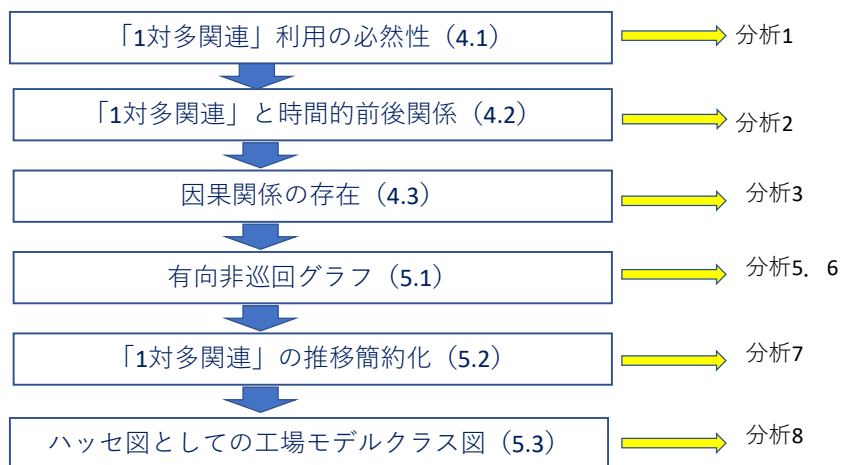 「1対多関連」利用の必然性（4.1） 分析1
「1対多関連」と時間的前後関係（4.2） 分析2
因果関係の存在（4.3） 分析3
有向非巡回グラフ（5.1） 分析5．6
「1対多関連」の推移簡約化（5.2） 分析7
ハッセ図としての工場モデルクラス図（5.3） 分析8